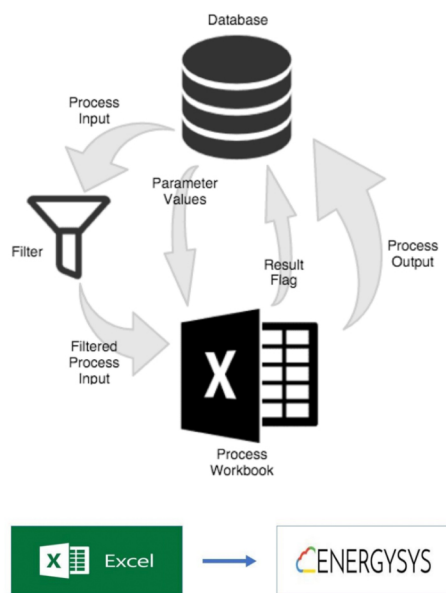 Database
Process
Input
Parameter
Values
Filter
Result
Flag
Process
Output
Filtered
Process
Input
X
Process
Workbook
X Excel
ENERGYSYS